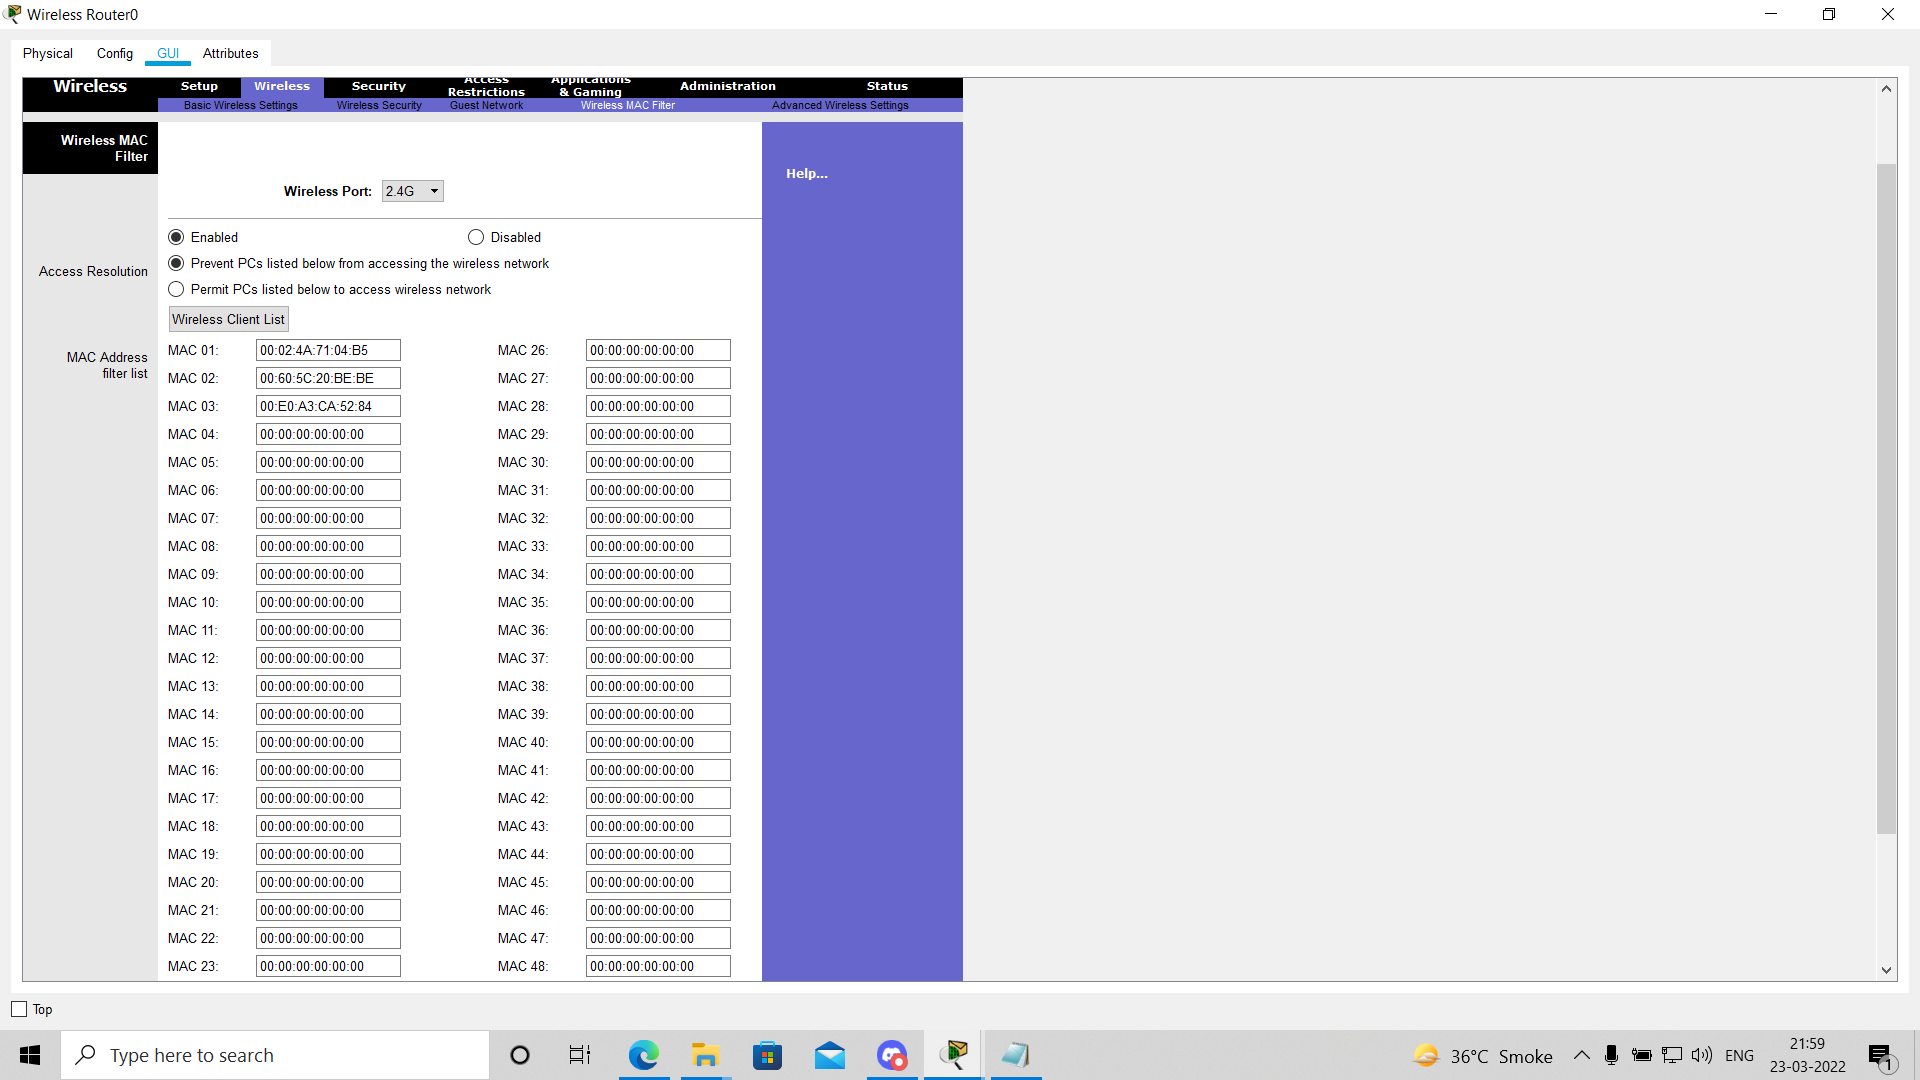 Wireless Router0
Physical Config GUI Attributes
Wireless
Setup Wireless Security Access Restrictions Applications & Gaming Administration Status
Basic Wireless Settings Wireless Security Guest Network Wireless MAC Filter Advanced Wireless Settings
Wireless MAC
Filter
Help...
Wireless Port: 2.4G
Enabled Disabled
Prevent PCs listed below from accessing the wireless network
Access Resolution
Permit PCs listed below to access wireless network
Wireless Client List
MAC Address
filter list
MAC 01: 00:02:4A:71:04:B5 MAC 26: 00:00:00:00:00:00
MAC 02: 00:60:5C:20:BE:BE MAC 27: 00:00:00:00:00:00
MAC 03: 00:E0:A3:CA:52:84 MAC 28: 00:00:00:00:00:00
MAC 04: 00:00:00:00:00:00 MAC 29: 00:00:00:00:00:00
MAC 05: 00:00:00:00:00:00 MAC 30: 00:00:00:00:00:00
MAC 06: 00:00:00:00:00:00 MAC 31: 00:00:00:00:00:00
MAC 07: 00:00:00:00:00:00 MAC 32: 00:00:00:00:00:00
MAC 08: 00:00:00:00:00:00 MAC 33: 00:00:00:00:00:00
MAC 09: 00:00:00:00:00:00 MAC 34: 00:00:00:00:00:00
MAC 10: 00:00:00:00:00:00 MAC 35: 00:00:00:00:00:00
MAC 11: 00:00:00:00:00:00 MAC 36: 00:00:00:00:00:00
MAC 12: 00:00:00:00:00:00 MAC 37: 00:00:00:00:00:00
MAC 13: 00:00:00:00:00:00 MAC 38: 00:00:00:00:00:00
MAC 14: 00:00:00:00:00:00 MAC 39: 00:00:00:00:00:00
MAC 15: 00:00:00:00:00:00 MAC 40: 00:00:00:00:00:00
MAC 16: 00:00:00:00:00:00 MAC 41: 00:00:00:00:00:00
MAC 17: 00:00:00:00:00:00 MAC 42: 00:00:00:00:00:00
MAC 18: 00:00:00:00:00:00 MAC 43: 00:00:00:00:00:00
MAC 19: 00:00:00:00:00:00 MAC 44: 00:00:00:00:00:00
MAC 20: 00:00:00:00:00:00 MAC 45: 00:00:00:00:00:00
MAC 21: 00:00:00:00:00:00 MAC 46: 00:00:00:00:00:00
MAC 22: 00:00:00:00:00:00 MAC 47: 00:00:00:00:00:00
MAC 23: 00:00:00:00:00:00 MAC 48: 00:00:00:00:00:00
Top
Type here to search
36°C Smoke
ENG
21:59
23-03-2022
1